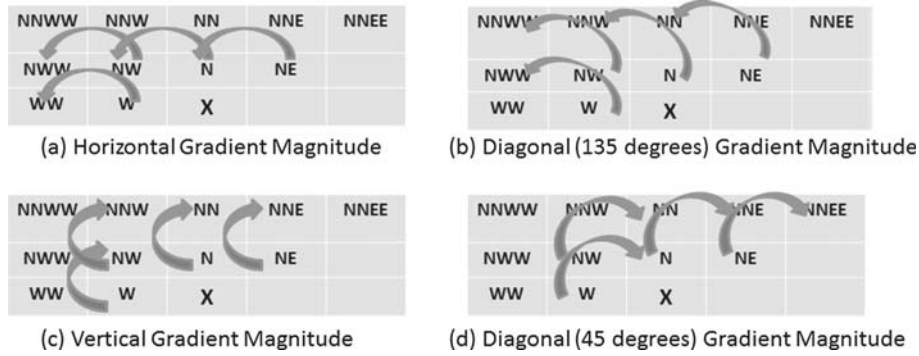 NNWW NNW NN NNE NNEE
NWW NW N NE
WW W X
(a) Horizontal Gradient Magnitude
NNWW NNW NN NNE NNEE
NWW NW N NE
WW W X
(b) Diagonal (135 degrees) Gradient Magnitude
NNWW NNW NN NNE NNEE
NWW NW N NE
WW W X
(c) Vertical Gradient Magnitude
NNWW NNW NN NNE NNEE
NWW NW N NE
WW W X
(d) Diagonal (45 degrees) Gradient Magnitude